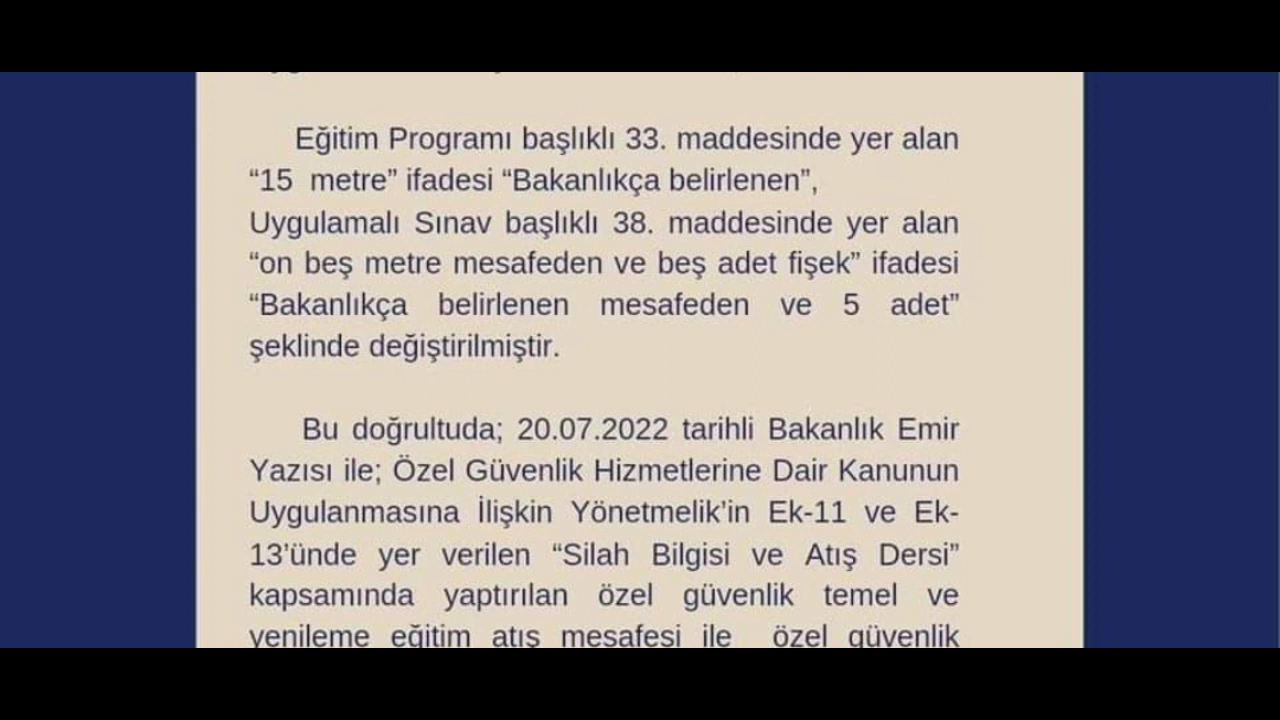 Eğitim Programı başlıklı 33. maddesinde yer alan
“15  metre” ifadesi “Bakanlıkça belirlenen”,
Uygulamalı Sınav başlıklı 38. maddesinde yer alan
“on beş metre mesafeden ve beş adet fişek” ifadesi
“Bakanlıkça belirlenen mesafeden ve 5 adet”
şeklinde değiştirilmiştir.
Bu doğrultuda; 20.07.2022 tarihli Bakanlık Emir
Yazısı ile; Özel Güvenlik Hizmetlerine Dair Kanunun
Uygulanmasına İlişkin Yönetmelik’in Ek-11 ve Ek-
13’ünde yer verilen “Silah Bilgisi ve Atış Dersi”
kapsamında yaptırılan özel güvenlik temel ve
yenileme eğitim atış mesafesi ile  özel güvenlik